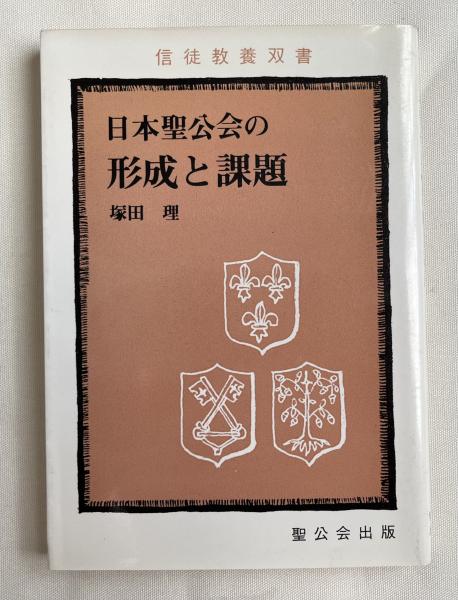 信徒教養双書
日本聖公会の
形成と課題
塚田 理
聖公会出版